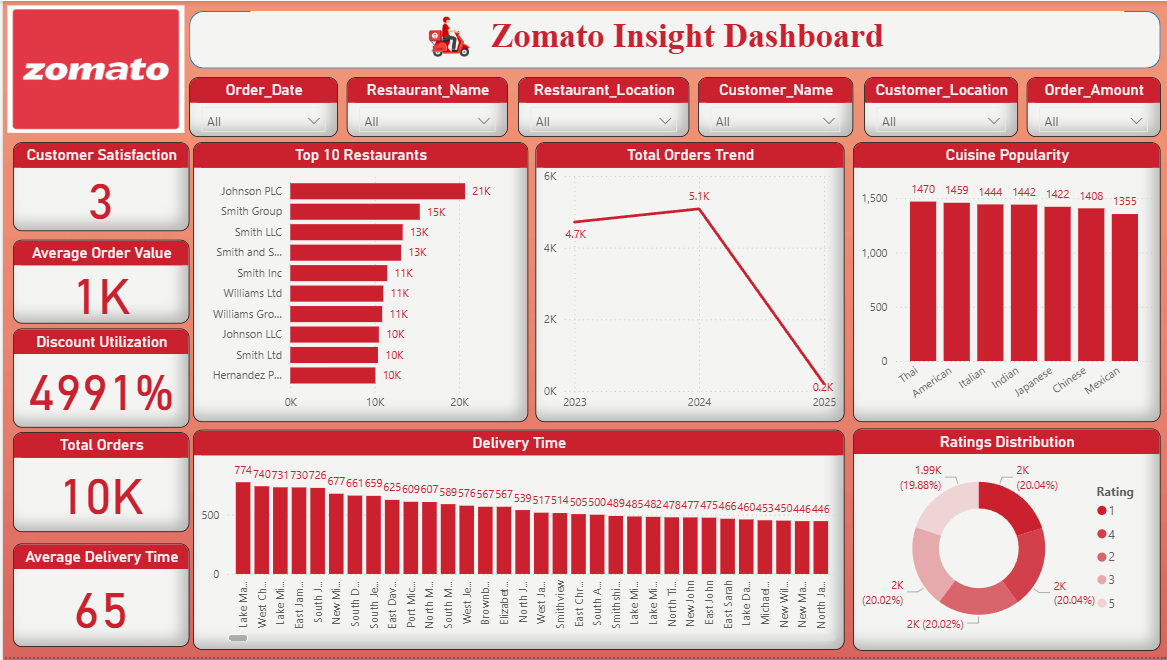 zomato
Zomato Insight Dashboard
Order_Date
All
Restaurant_Name
All
Restaurant_Location
All
Customer_Name
All
Customer_Location
All
Order_Amount
All
Customer Satisfaction
3
Average Order Value
1K
Discount Utilization
4991%
Total Orders
10K
Average Delivery Time
65
Top 10 Restaurants
Johnson PLC 21K
Smith Group 15K
Smith LLC 13K
Smith and S... 13K
Smith Inc 11K
Williams Ltd 11K
Williams Gro... 11K
Johnson LLC 10K
Smith Ltd 10K
Hernandez P... 10K
0K 10K 20K
Total Orders Trend
6K
4K
2K
0K
4.7K
5.1K
0.2K
2023 2024 2025
Cuisine Popularity
1,500
1,000
500
0
1470 1459 1444 1442 1422 1408 1355
Thai American Italian Indian Japanese Chinese Mexican
Delivery Time
500
0
774 740 731 730 726 677 661 659 625 609 607 589 576 567 567 539 517 514 505 500 489 485 482 478 477 475 466 460 453 450 446 446
Lake Ma...
West Ch...
Lake Mi...
East Jam...
South J...
New Mi...
South D...
South Je...
East Dav...
Port Mic...
North M...
South M...
West Je...
Brownb...
Elizabet...
North J...
West Ja...
Smithview
East Chr...
South A...
Smithshi...
Lake Mi...
Lake Mi...
North Ti...
New John
East John
East Sarah
Lake Da...
Michael...
New Wil...
New Ma...
North Ja...
Ratings Distribution
1.99K
(19.88%)
2K
(20.04%)
2K
(20.04%)
2K (20.02%)
2K
(20.02%)
Rating
1
4
2
3
5